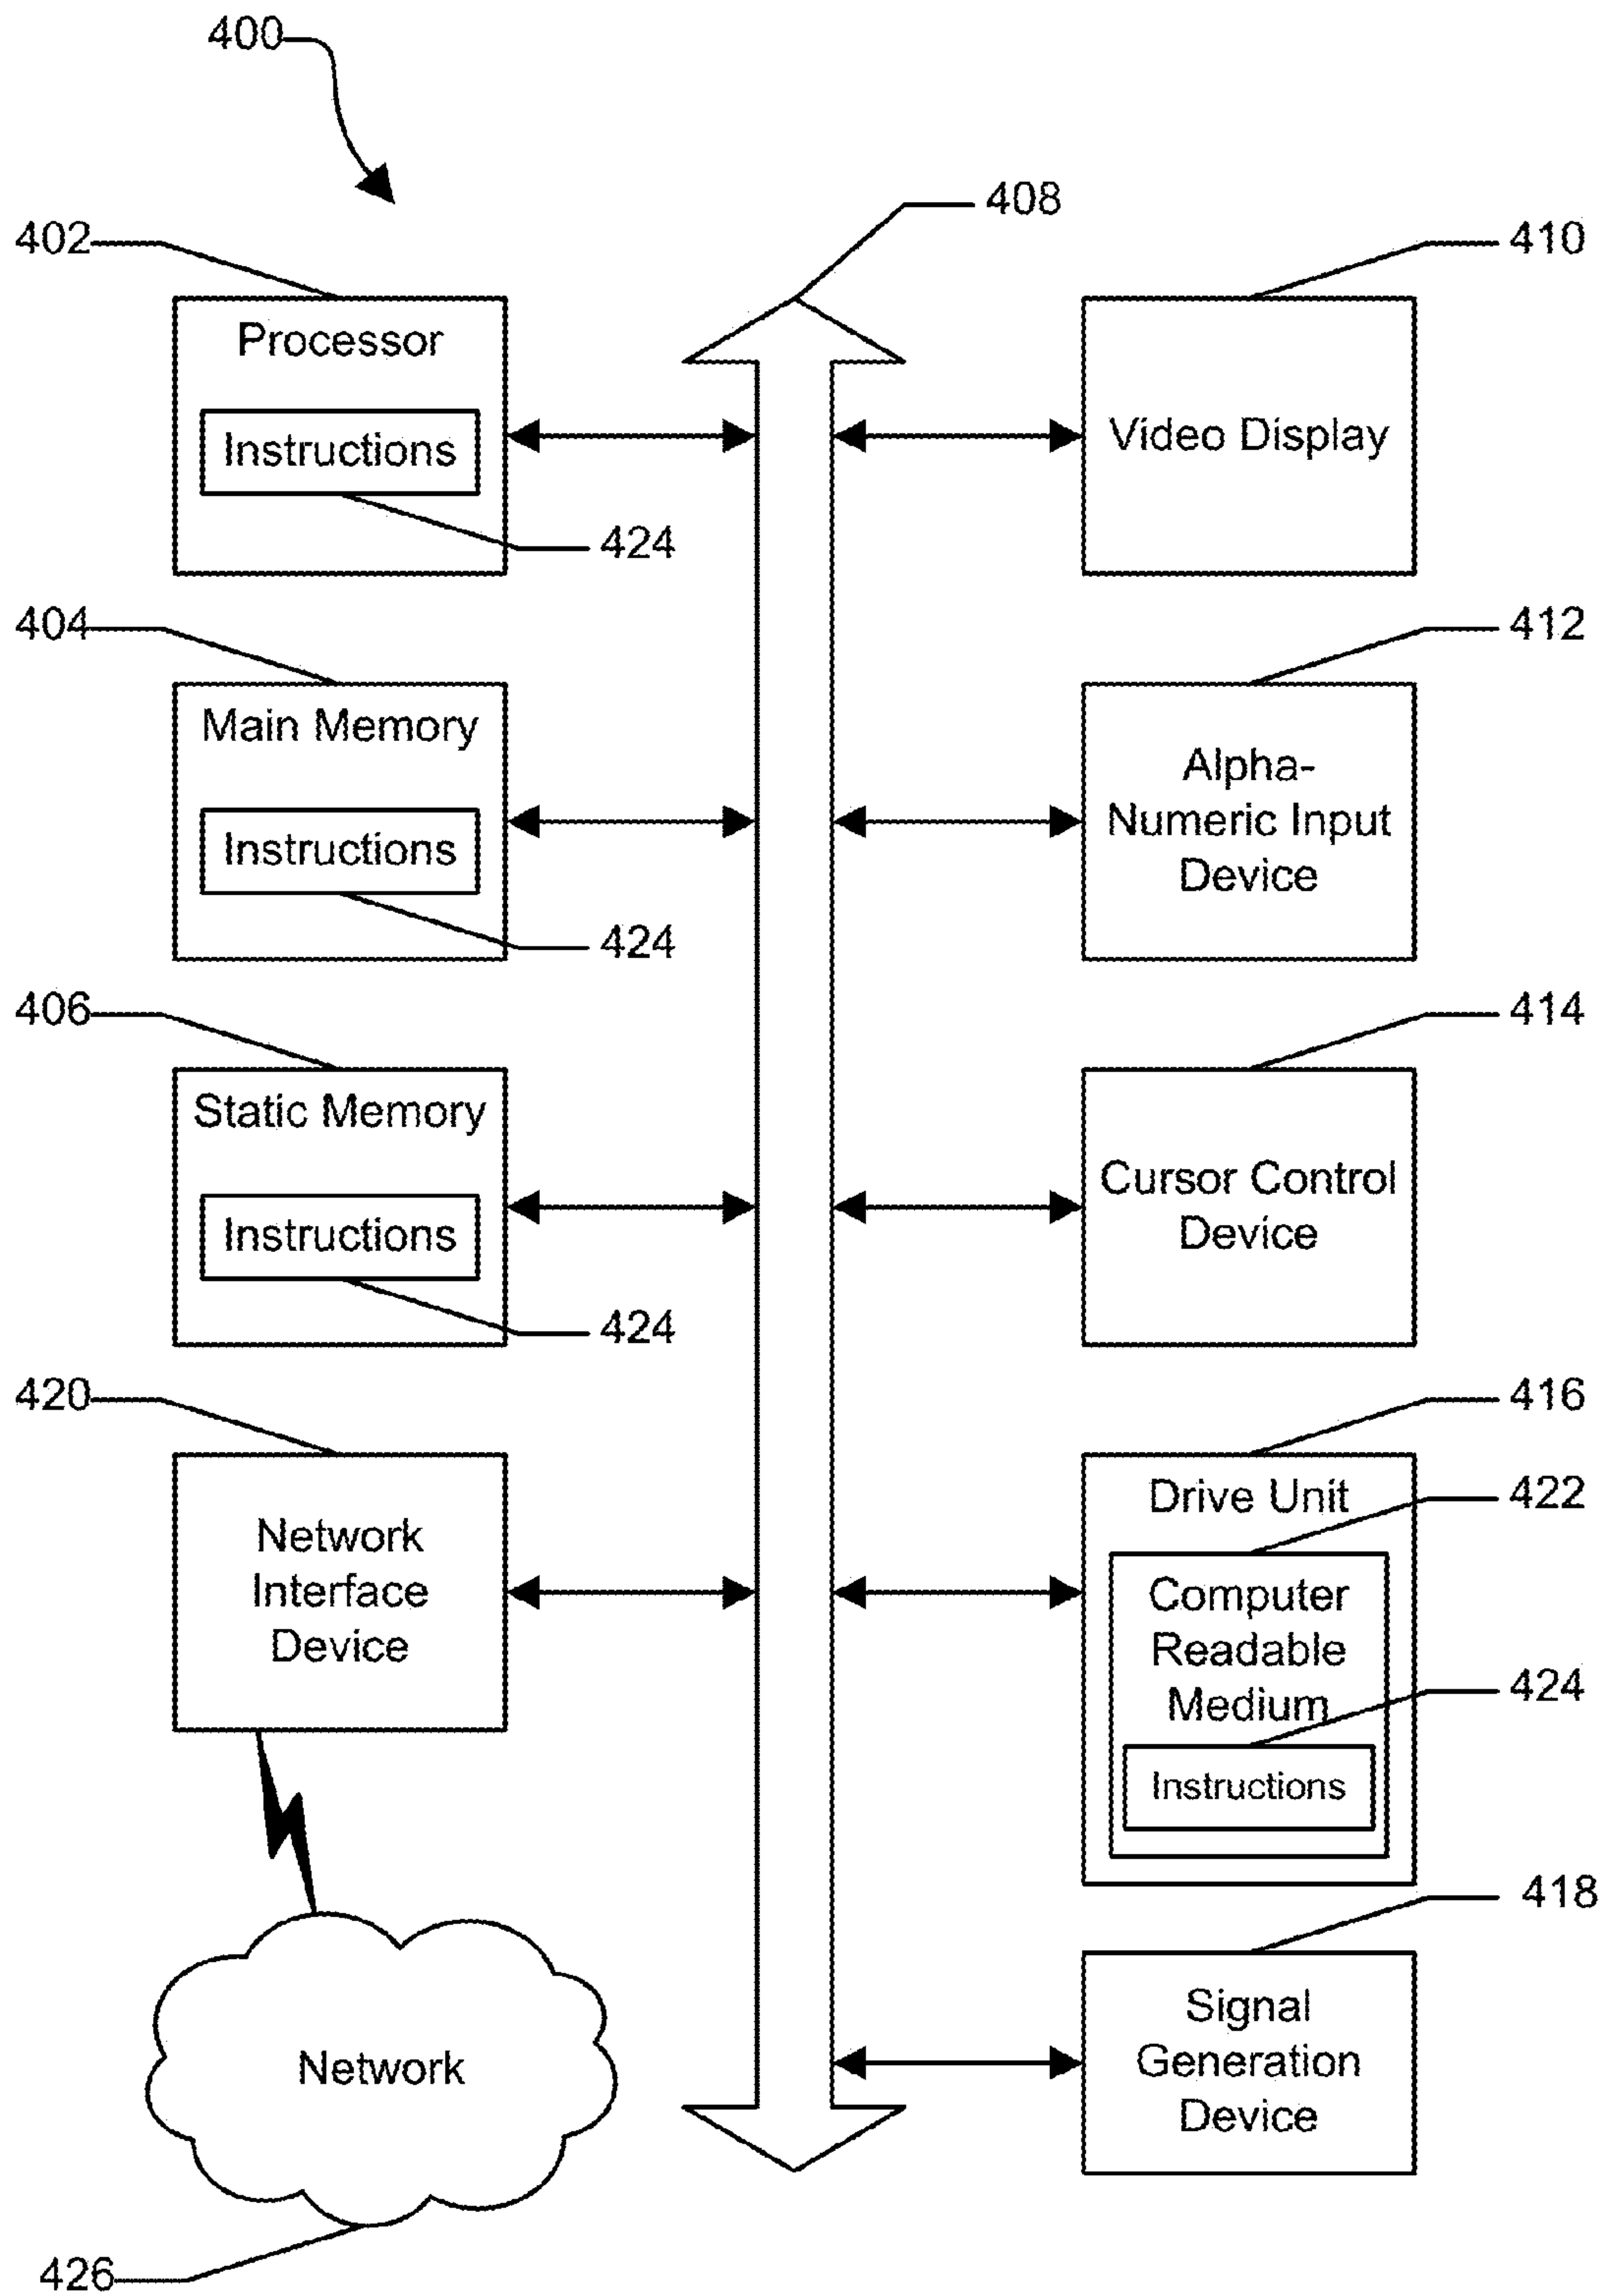 400
408
402
410
Processor
Instructions
Video Display
424
404
412
Main Memory
Alpha-
Numeric Input
Device
Instructions
424
406
414
Static Memory
Cursor Control
Device
Instructions
424
420
416
Drive Unit
422
Network
Interface
Device
Computer
Readable
Medium
424
Instructions
418
Signal
Generation
Device
Network
426